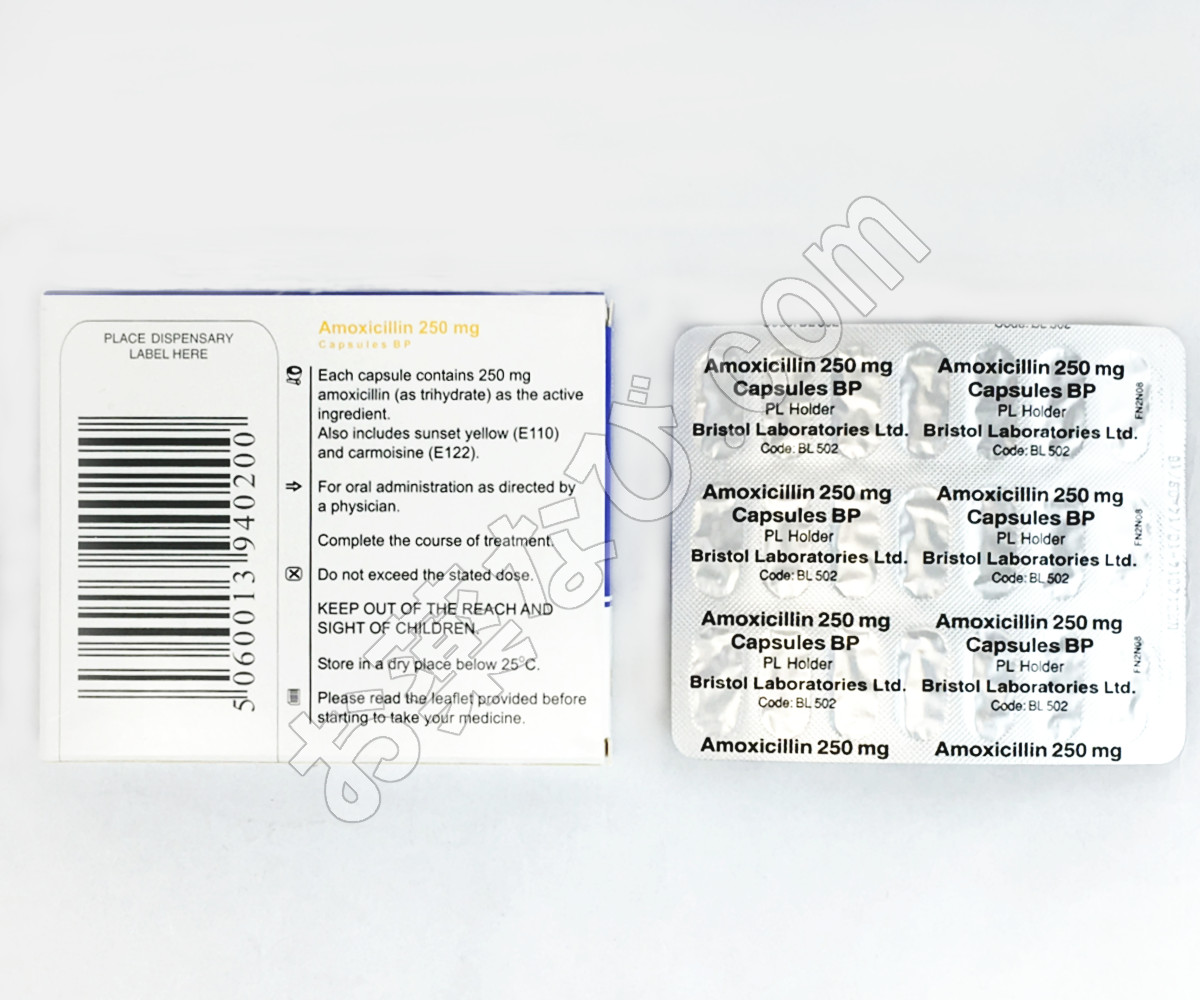 PLACE DISPENSARY
LABEL HERE
5 060013 940200
Amoxicillin 250 mg
Capsules BP
Each capsule contains 250 mg
amoxicillin (as trihydrate) as the active
ingredient.
Also includes sunset yellow (E110)
and carmoisine (E122).
For oral administration as directed by
a physician.
Complete the course of treatment.
Do not exceed the stated dose.
KEEP OUT OF THE REACH AND
SIGHT OF CHILDREN.
Store in a dry place below 25°C.
Please read the leaflet provided before
starting to take your medicine.
Amoxicillin 250 mg
Capsules BP
PL Holder
Bristol Laboratories Ltd.
Code: BL 502
Amoxicillin 250 mg
Capsules BP
PL Holder
Bristol Laboratories Ltd.
Code: BL 502
FN2N08
Amoxicillin 250 mg
Capsules BP
PL Holder
Bristol Laboratories Ltd.
Code: BL 502
Amoxicillin 250 mg
Capsules BP
PL Holder
Bristol Laboratories Ltd.
Code: BL 502
FN2N08
Amoxicillin 250 mg
Capsules BP
PL Holder
Bristol Laboratories Ltd.
Code: BL 502
Amoxicillin 250 mg
Capsules BP
PL Holder
Bristol Laboratories Ltd.
Code: BL 502
FN2N08
Amoxicillin 250 mg
Amoxicillin 250 mg
お薬なび.com